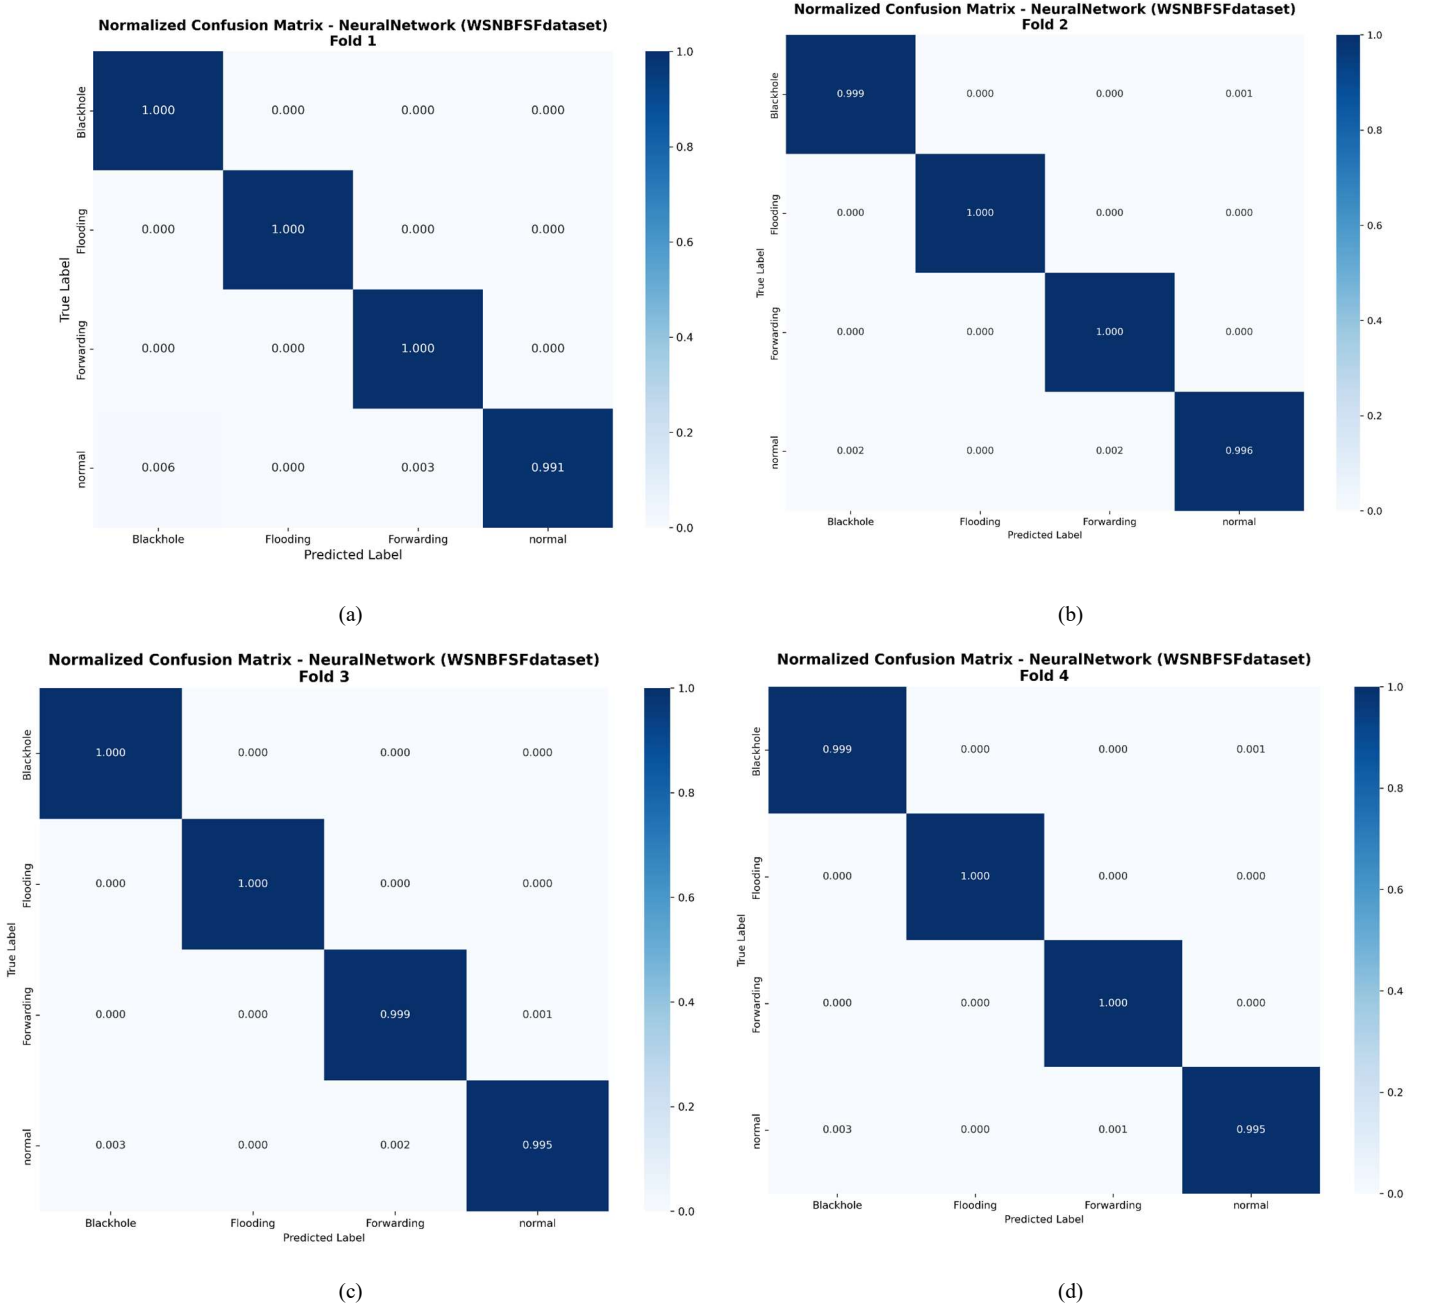 Normalized Confusion Matrix - NeuralNetwork (WSNBFSFdataset)
Fold 1
True Label
Blackhole
1.000 0.000 0.000 0.000
Flooding
0.000 1.000 0.000 0.000
Forwarding
0.000 0.000 1.000 0.000
normal
0.006 0.000 0.003 0.991
Blackhole Flooding Forwarding normal
Predicted Label
1.0
0.8
0.6
0.4
0.2
0.0
(a)
Normalized Confusion Matrix - NeuralNetwork (WSNBFSFdataset)
Fold 2
True Label
Blackhole
0.999 0.000 0.000 0.001
Flooding
0.000 1.000 0.000 0.000
Forwarding
0.000 0.000 1.000 0.000
normal
0.002 0.000 0.002 0.996
Blackhole Flooding Forwarding normal
Predicted Label
1.0
0.8
0.6
0.4
0.2
0.0
(b)
Normalized Confusion Matrix - NeuralNetwork (WSNBFSFdataset)
Fold 3
True Label
Blackhole
1.000 0.000 0.000 0.000
Flooding
0.000 1.000 0.000 0.000
Forwarding
0.000 0.000 0.999 0.001
normal
0.003 0.000 0.002 0.995
Blackhole Flooding Forwarding normal
Predicted Label
1.0
0.8
0.6
0.4
0.2
0.0
(c)
Normalized Confusion Matrix - NeuralNetwork (WSNBFSFdataset)
Fold 4
True Label
Blackhole
0.999 0.000 0.000 0.001
Flooding
0.000 1.000 0.000 0.000
Forwarding
0.000 0.000 1.000 0.000
normal
0.003 0.000 0.001 0.995
Blackhole Flooding Forwarding normal
Predicted Label
1.0
0.8
0.6
0.4
0.2
0.0
(d)